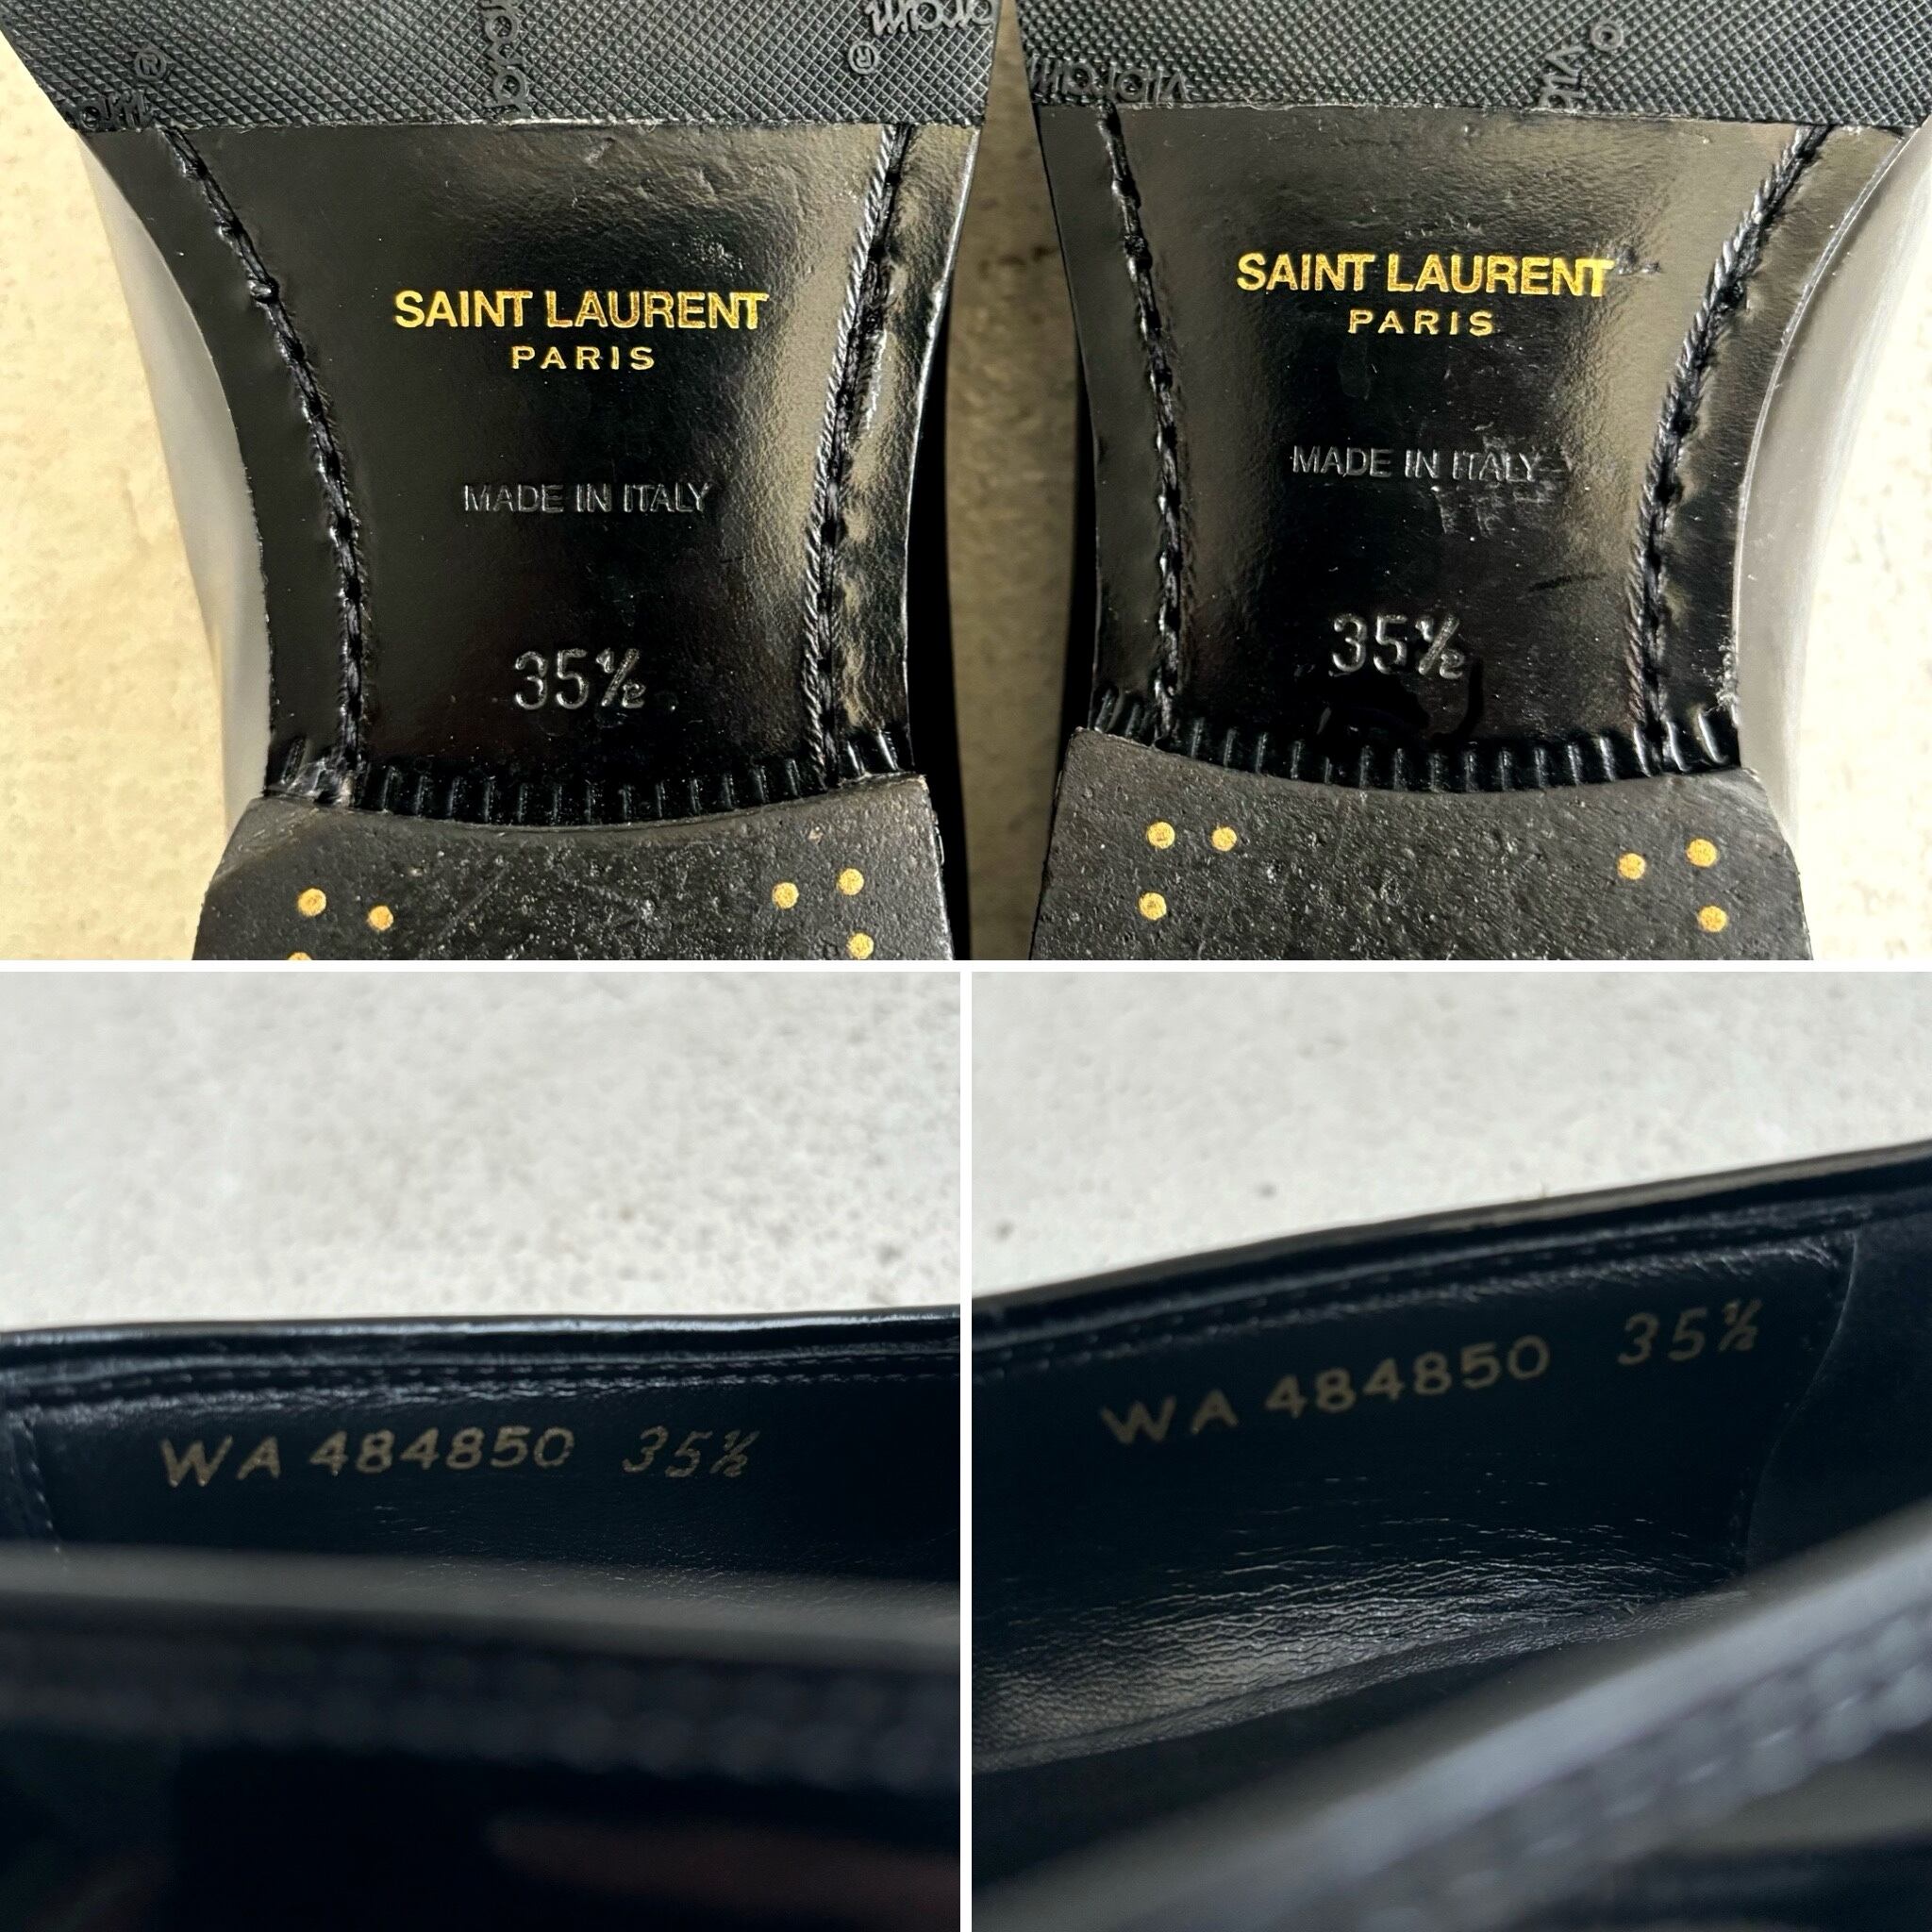 SAINT LAURENT
PARIS
MADE IN ITALY
35½
SAINT LAURENT
PARIS
MADE IN ITALY
35½
WA 484850 35½
WA 484850 35½